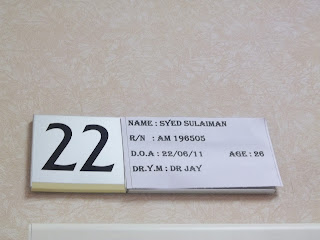 22
NAME : SYED SULAIMAN
R/N : AM 196505
D.O.A : 22/06/11 AGE : 26
DR.Y.M : DR JAY